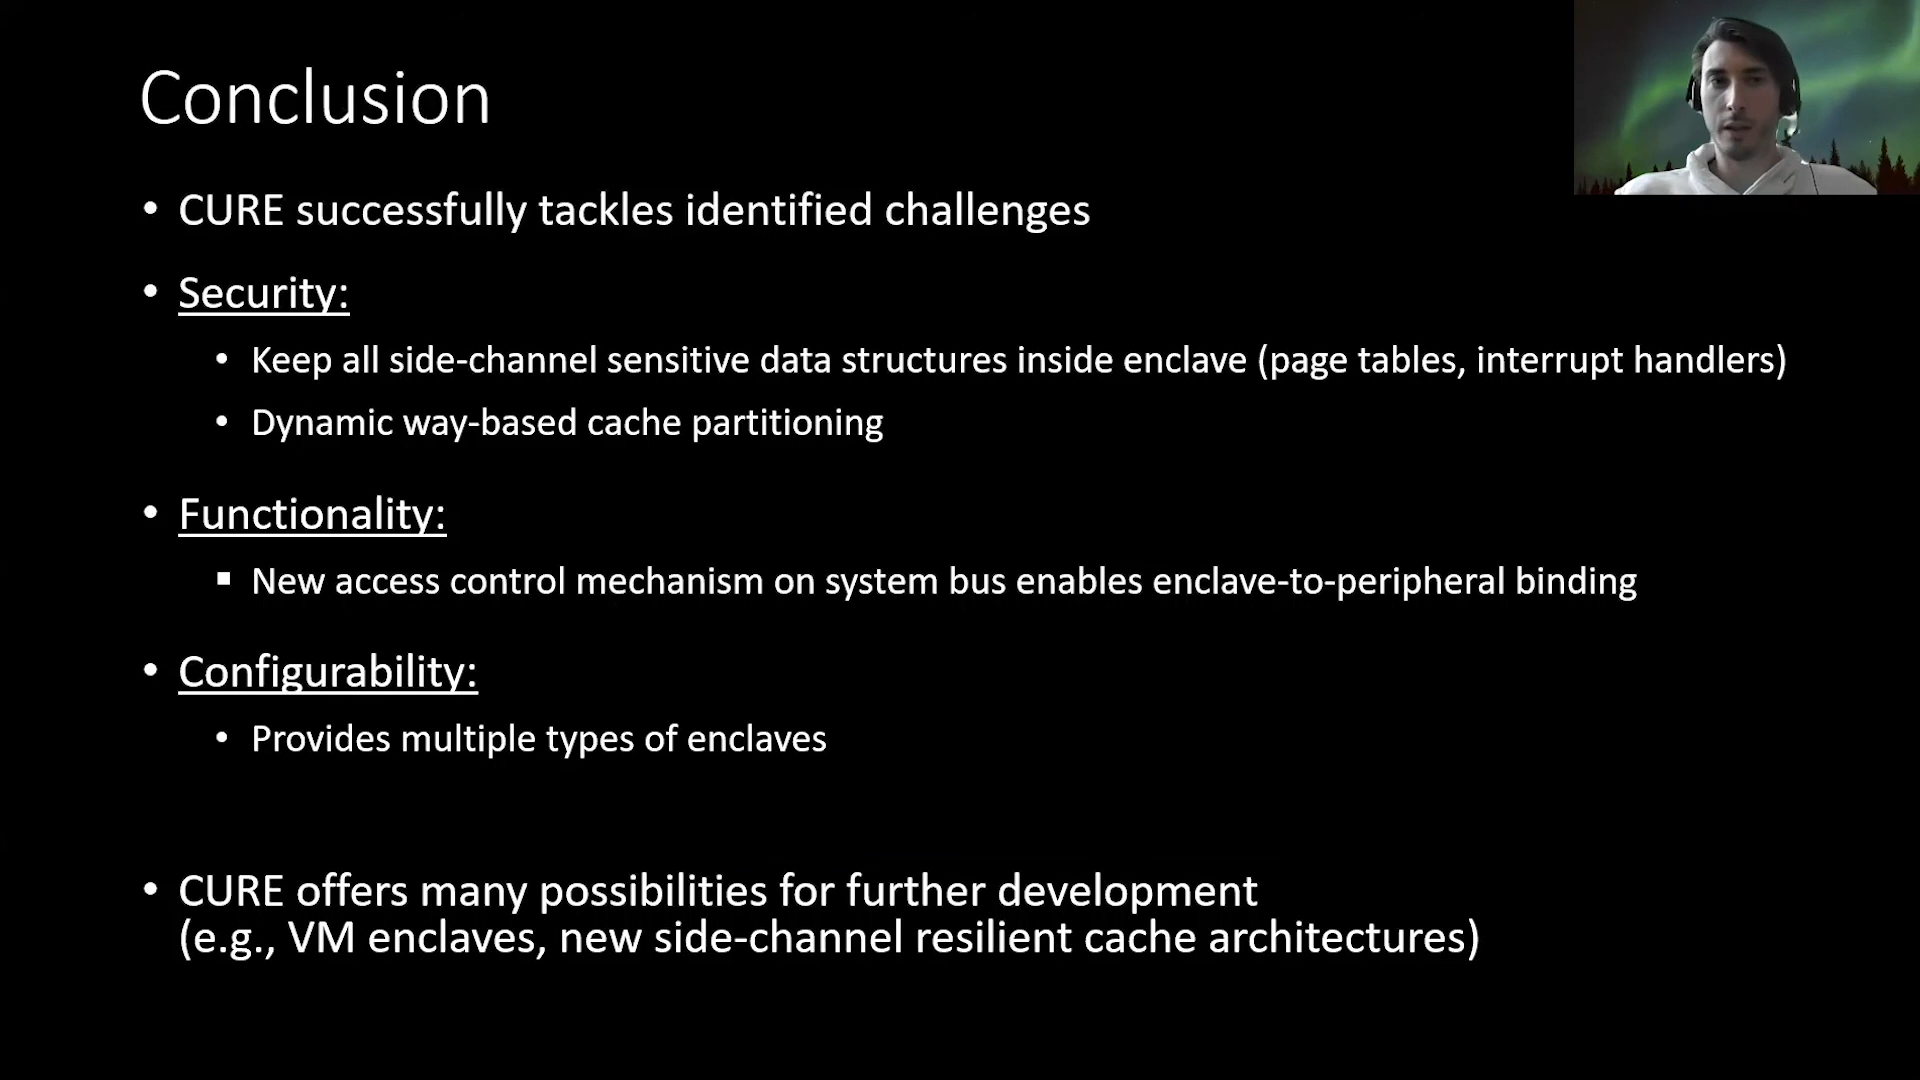 Conclusion
• CURE successfully tackles identified challenges
• Security:
• Keep all side-channel sensitive data structures inside enclave (page tables, interrupt handlers)
• Dynamic way-based cache partitioning
• Functionality:
▪ New access control mechanism on system bus enables enclave-to-peripheral binding
• Configurability:
• Provides multiple types of enclaves
• CURE offers many possibilities for further development
(e.g., VM enclaves, new side-channel resilient cache architectures)